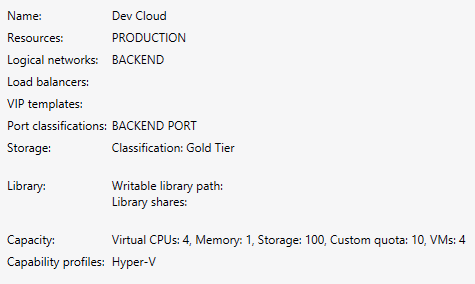 Name: Dev Cloud
Resources: PRODUCTION
Logical networks: BACKEND
Load balancers:
VIP templates:
Port classifications: BACKEND PORT
Storage: Classification: Gold Tier
Library: Writable library path:
Library shares:
Capacity: Virtual CPUs: 4, Memory: 1, Storage: 100, Custom quota: 10, VMs: 4
Capability profiles: Hyper-V